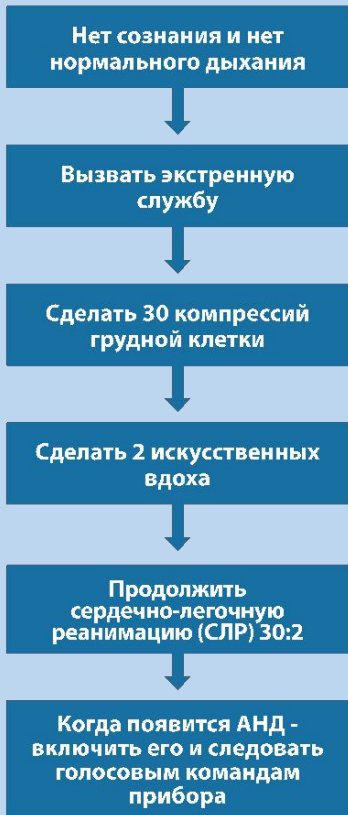 Нет сознания и нет
нормального дыхания
Вызвать экстренную
службу
Сделать 30 компрессий
грудной клетки
Сделать 2 искусственных
вдоха
Продолжить
сердечно-легочную
реанимацию (СЛР) 30:2
Когда появится АНД -
включить его и следовать
голосовым командам
прибора